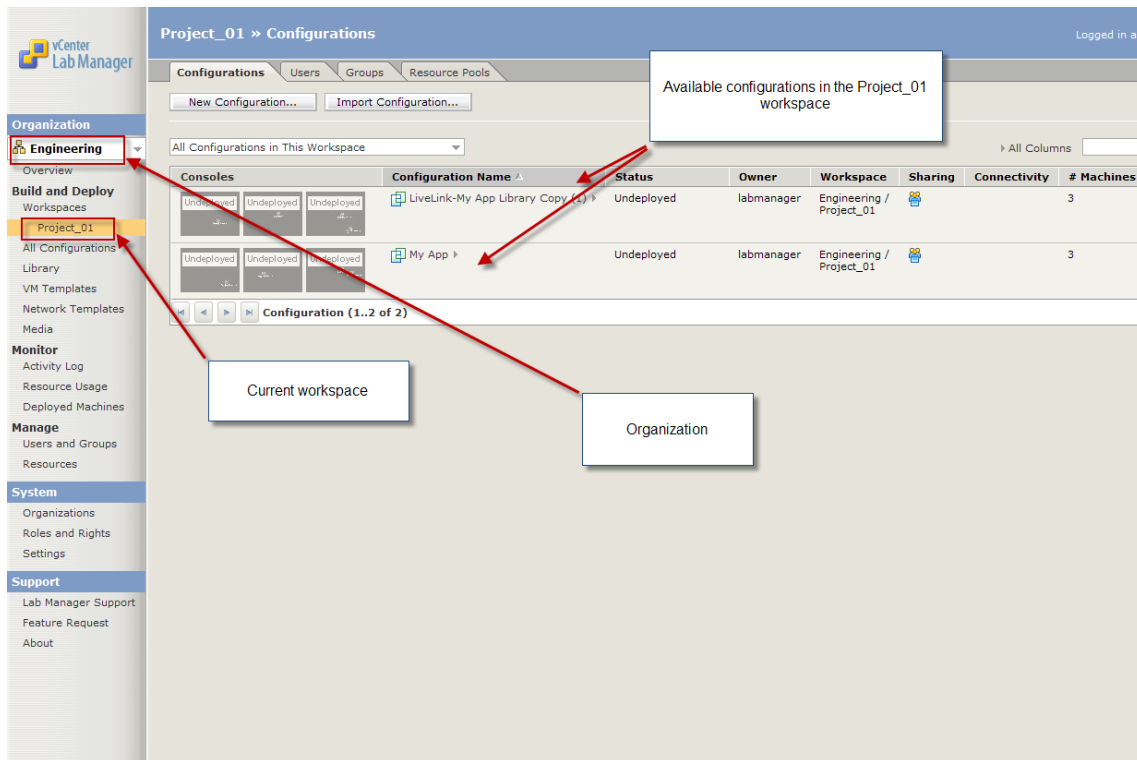 vCenter
Lab Manager
Project_01 » Configurations
Logged in a
Configurations Users Groups Resource Pools
New Configuration... Import Configuration...
Available configurations in the Project_01
workspace
All Configurations in This Workspace
All Columns
Consoles Configuration Name Status Owner Workspace Sharing Connectivity # Machines
Undeployed Undeployed Undeployed LiveLink-My App Library Copy (1) Undeployed labmanager Engineering / 3
Project_01
Undeployed Undeployed Undeployed My App Undeployed labmanager Engineering / 3
Project_01
Configuration (1..2 of 2)
Organization
Engineering
Overview
Build and Deploy
Workspaces
Project_01
All Configurations
Library
VM Templates
Network Templates
Media
Monitor
Activity Log
Resource Usage
Deployed Machines
Manage
Users and Groups
Resources
System
Organizations
Roles and Rights
Settings
Support
Lab Manager Support
Feature Request
About
Current workspace
Organization